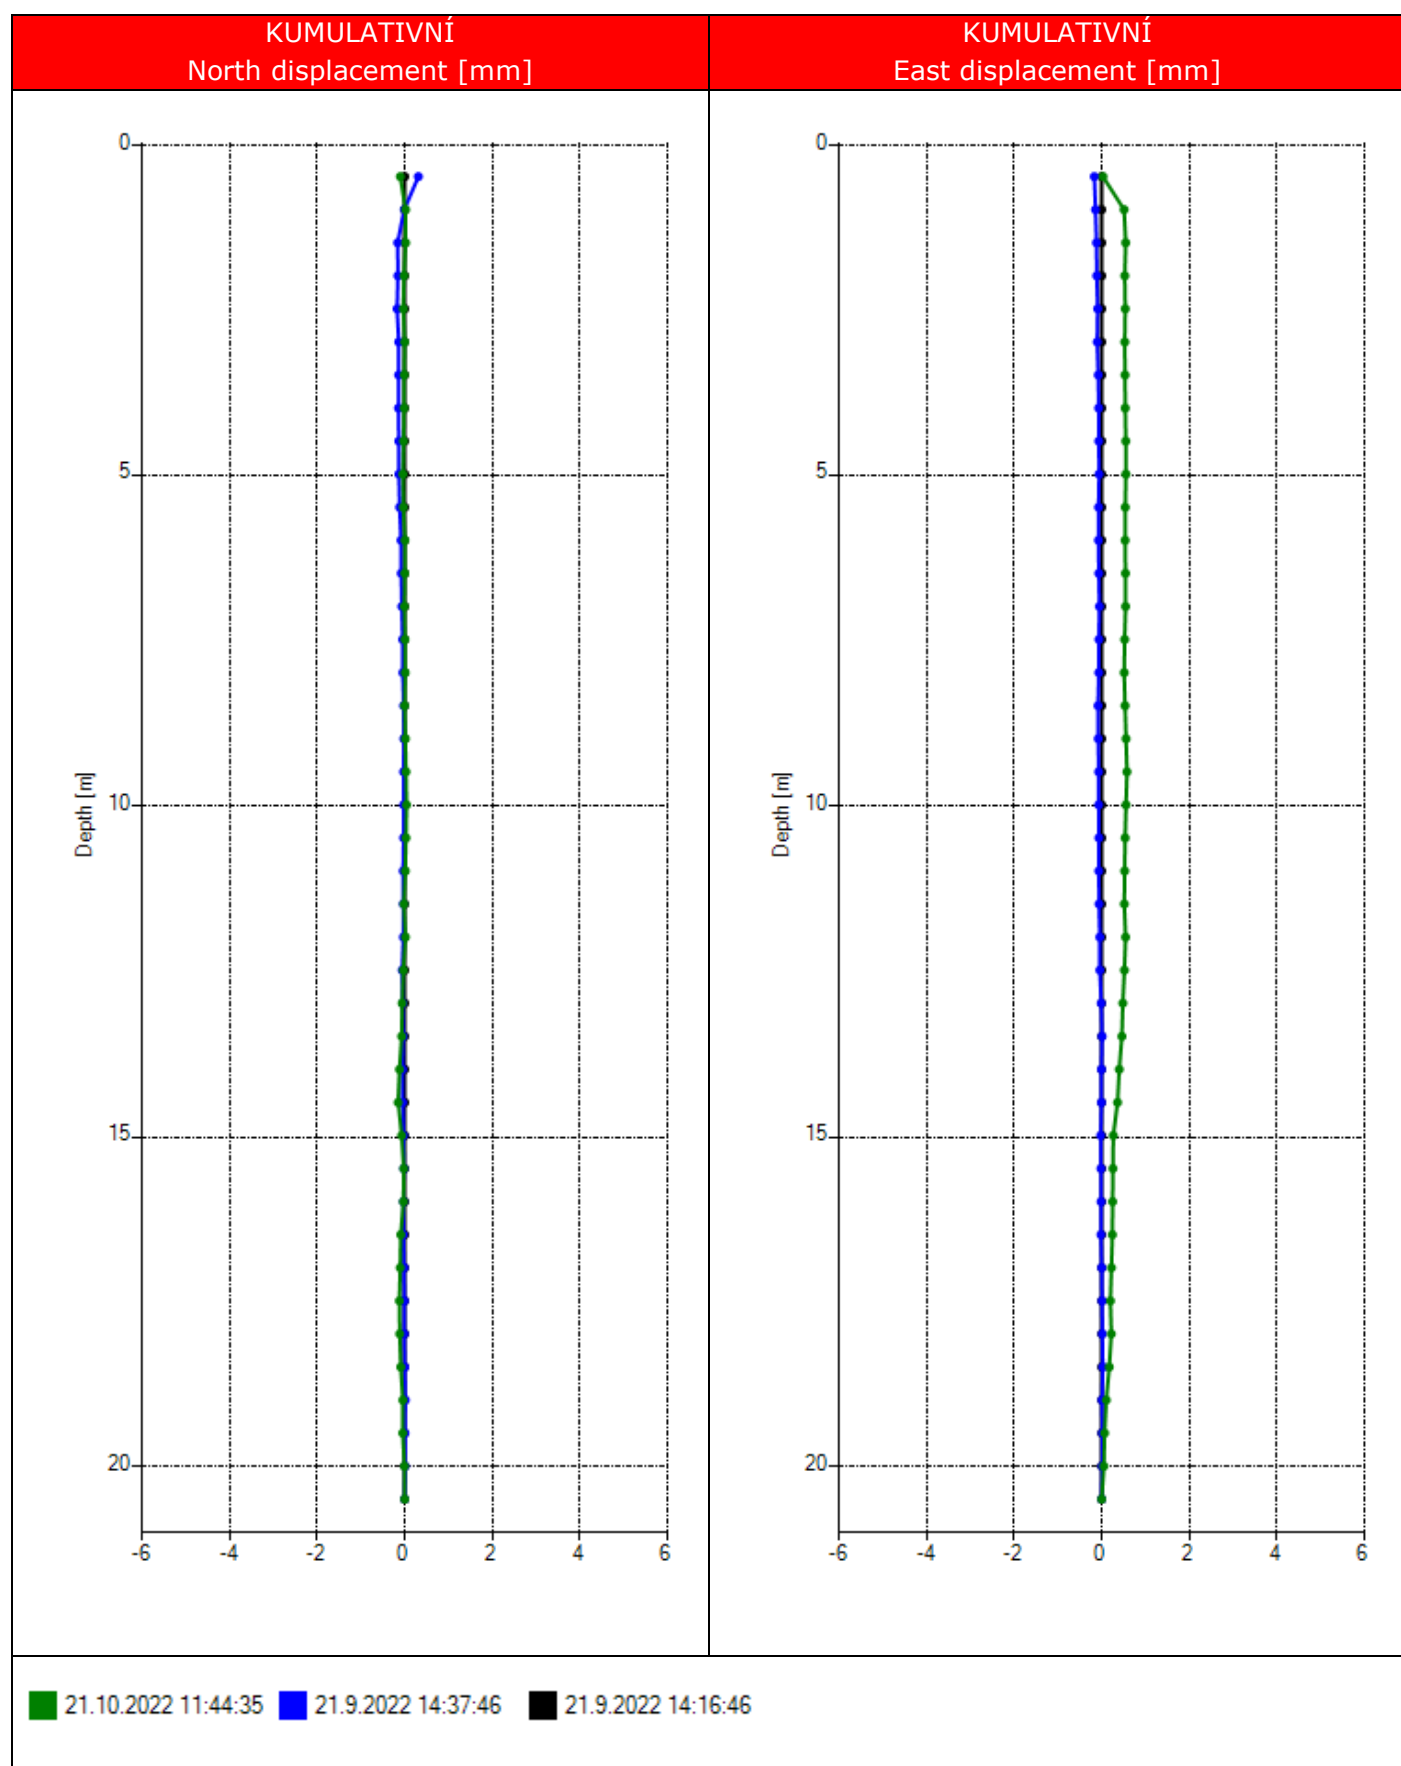 KUMULATIVNÍ
North displacement [mm]
KUMULATIVNÍ
East displacement [mm]
0
5
10
15
20
Depth [m]
-6 -4 -2 0 2 4 6
0
5
10
15
20
Depth [m]
-6 -4 -2 0 2 4 6
21.10.2022 11:44:35 21.9.2022 14:37:46 21.9.2022 14:16:46